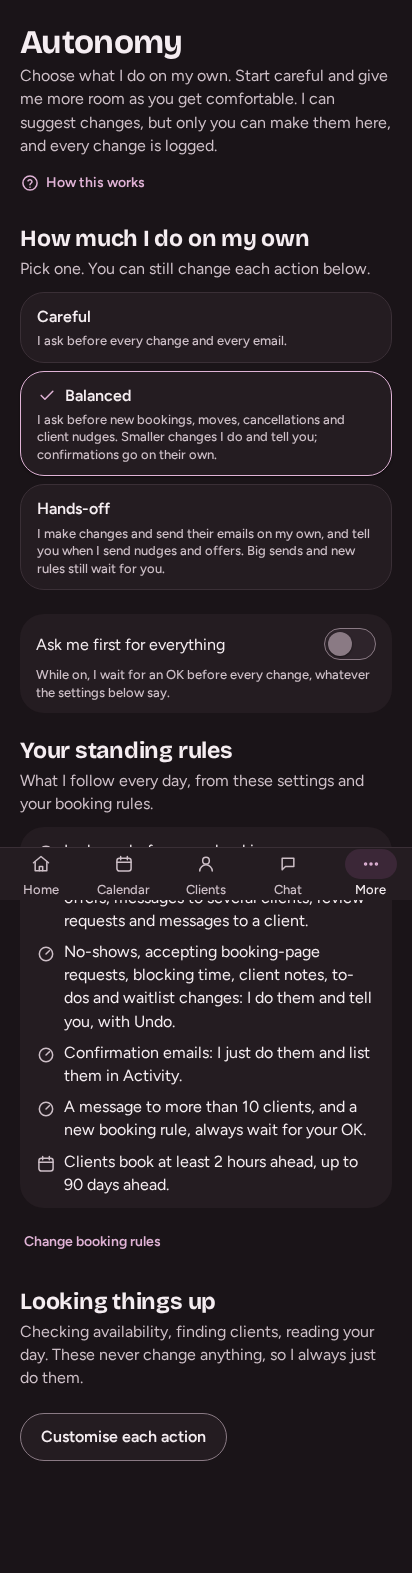 Autonomy
Choose what I do on my own. Start careful and give
me more room as you get comfortable. I can
suggest changes, but only you can make them here,
and every change is logged.
How this works
How much I do on my own
Pick one. You can still change each action below.
Careful
I ask before every change and every email.
Balanced
I ask before new bookings, moves, cancellations and
client nudges. Smaller changes I do and tell you;
confirmations go on their own.
Hands-off
I make changes and send their emails on my own, and tell
you when I send nudges and offers. Big sends and new
rules still wait for you.
Ask me first for everything
While on, I wait for an OK before every change, whatever
the settings below say.
Your standing rules
What I follow every day, from these settings and
your booking rules.
Home
Calendar
Clients
Chat
More
offers, messages to several clients, review
requests and messages to a client.
No-shows, accepting booking-page
requests, blocking time, client notes, to-
dos and waitlist changes: I do them and tell
you, with Undo.
Confirmation emails: I just do them and list
them in Activity.
A message to more than 10 clients, and a
new booking rule, always wait for your OK.
Clients book at least 2 hours ahead, up to
90 days ahead.
Change booking rules
Looking things up
Checking availability, finding clients, reading your
day. These never change anything, so I always just
do them.
Customise each action